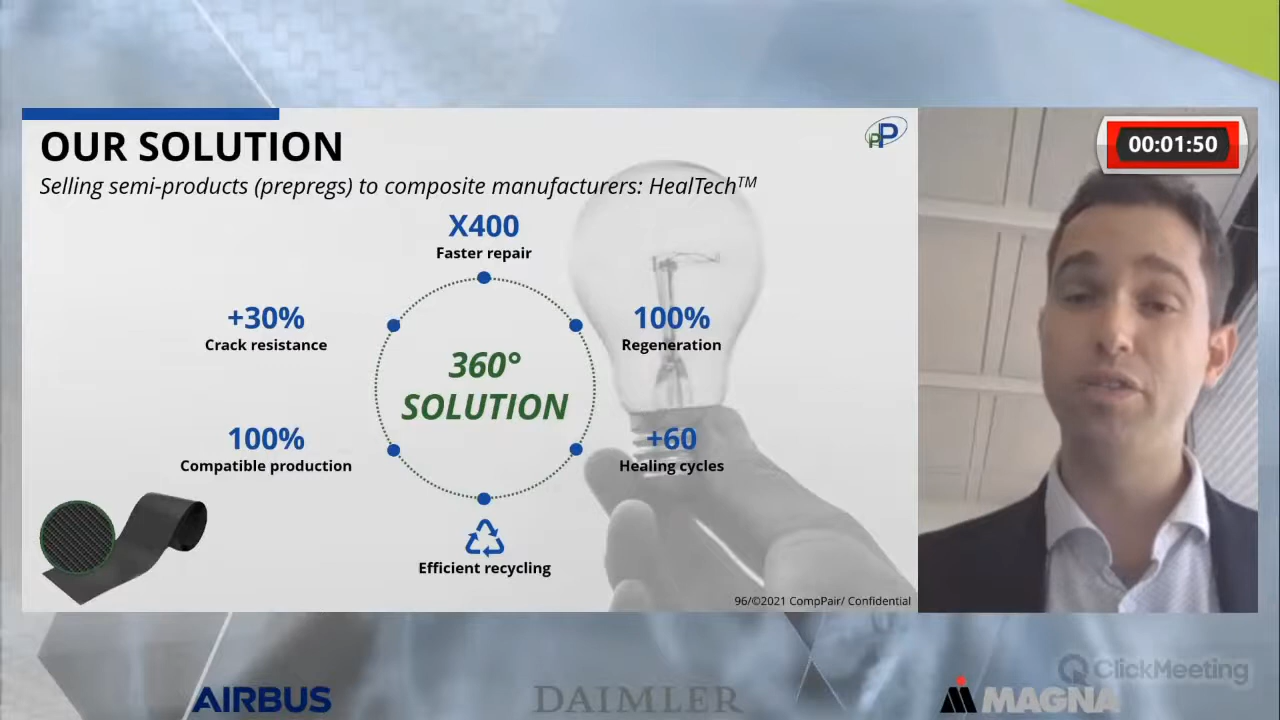 OUR SOLUTION
Selling semi-products (prepregs) to composite manufacturers: HealTech™
X400
Faster repair
+30%
Crack resistance
100%
Regeneration
360°
SOLUTION
100%
Compatible production
+60
Healing cycles
Efficient recycling
96/©2021 CompPair/ Confidential
PP
00:01:50
ClickMeeting
AIRBUS
DAIMLER
MAGNA